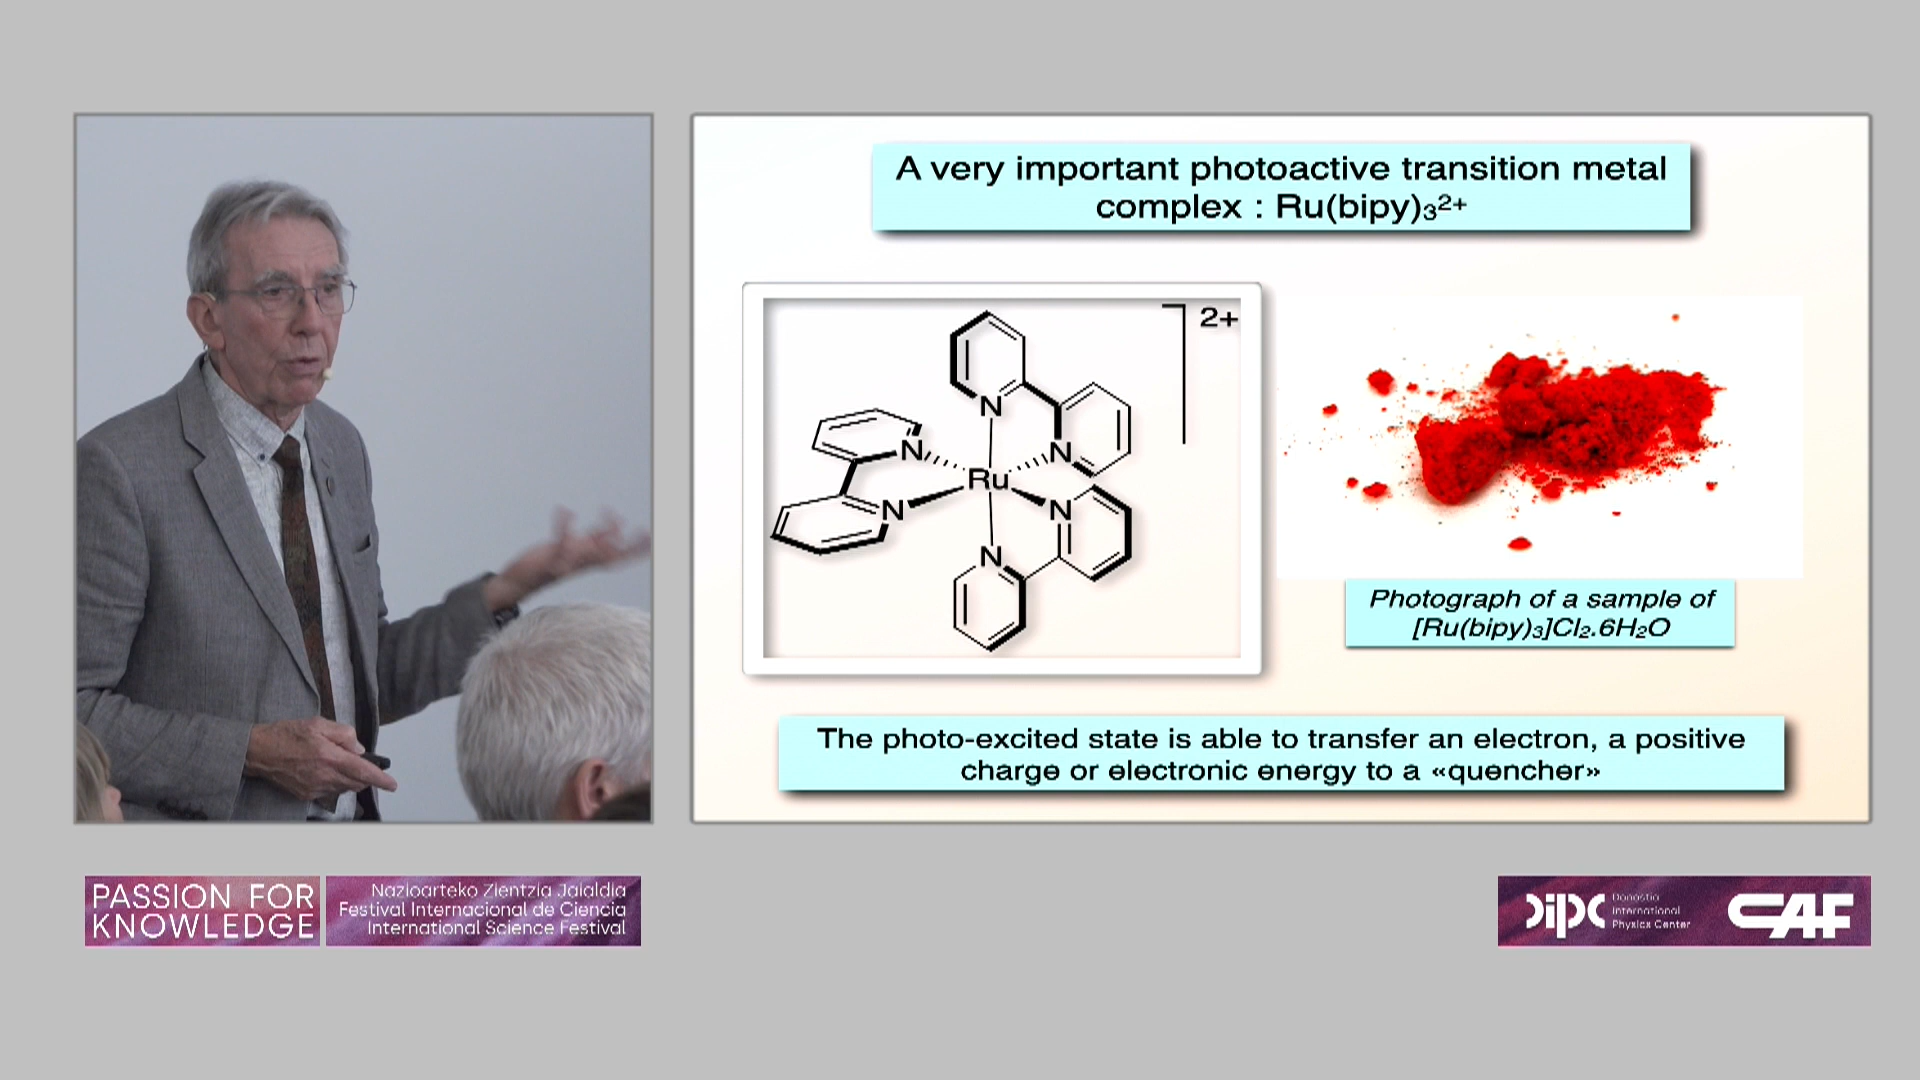 A very important photoactive transition metal
complex : Ru(bipy)₃²⁺
2+
N
N
N
N
Ru
N
N
Photograph of a sample of
[Ru(bipy)₃]Cl₂.6H₂O
The photo-excited state is able to transfer an electron, a positive
charge or electronic energy to a «quencher»
PASSION FOR
KNOWLEDGE
Nazioarteko Zientzia Jaialdia
Festival Internacional de Ciencia
International Science Festival
dipc
Donostia
International
Physics Center
CAF